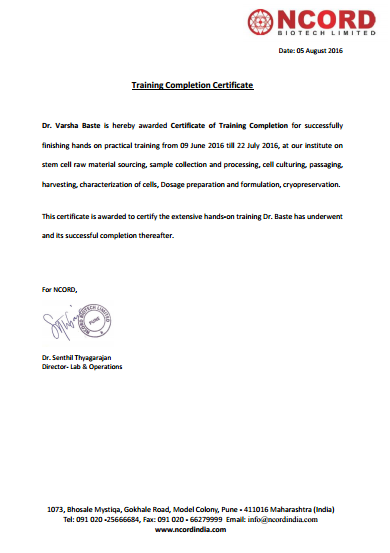 NCORD
BIOTECH LIMITED
Date: 05 August 2016
Training Completion Certificate
Dr. Varsha Baste is hereby awarded Certificate of Training Completion for successfully
finishing hands on practical training from 09 June 2016 till 22 July 2016, at our institute on
stem cell raw material sourcing, sample collection and processing, cell culturing, passaging,
harvesting, characterization of cells, Dosage preparation and formulation, cryopreservation.
This certificate is awarded to certify the extensive hands-on training Dr. Baste has underwent
and its successful completion thereafter.
For NCORD,
NCORD BIOTECH LIMITED
PUNE
Dr. Senthil Thyagarajan
Director- Lab & Operations
1073, Bhosale Mystiqa, Gokhale Road, Model Colony, Pune • 411016 Maharashtra (India)
Tel: 091 020 •25666684, Fax: 091 020 • 66279999 Email: info@ncordindia.com
www.ncordindia.com